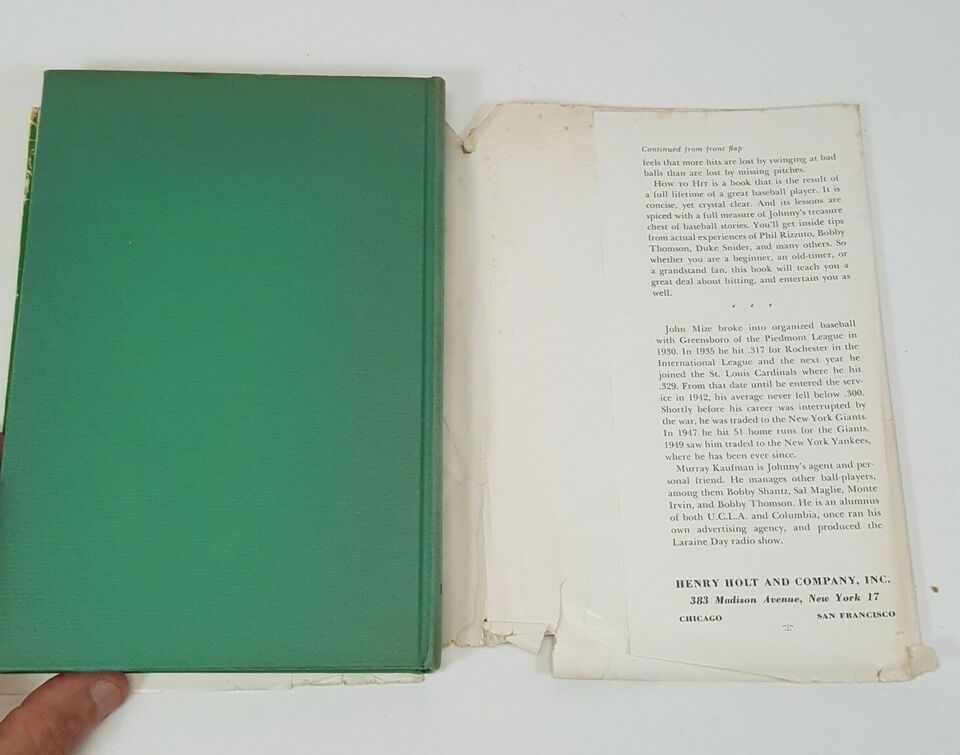 Continued from front flap
feels that more hits are lost by swinging at bad
balls than are lost by missing pitches.
How to Hit is a book that is the result of
a full lifetime of a great baseball player. It is
concise, yet crystal clear. And its lessons are
spiced with a full measure of Johnny's treasure
chest of baseball stories. You'll get inside tips
from actual experiences of Phil Rizzuto, Bobby
Thomson, Duke Snider, and many others. So
whether you are a beginner, an old-timer, or
a grandstand fan, this book will teach you a
great deal about hitting, and entertain you as
well.
John Mize broke into organized baseball
with Greensboro of the Piedmont League in
1930. In 1935 he hit .317 for Rochester in the
International League and the next year he
joined the St. Louis Cardinals where he hit
.329. From that date until he entered the serv-
ice in 1942, his average never fell below .300.
Shortly before his career was interrupted by
the war, he was traded to the New York Giants.
In 1947 he hit 51 home runs for the Giants.
1949 saw him traded to the New York Yankees,
where he has been ever since.
Murray Kaufman is Johnny's agent and per-
sonal friend. He manages other ball-players,
among them Bobby Shantz, Sal Maglie, Monte
Irvin, and Bobby Thomson. He is an alumnus
of both U.C.L.A. and Columbia, once ran his
own advertising agency, and produced the
Laraine Day radio show.
HENRY HOLT AND COMPANY, INC.
383 Madison Avenue, New York 17
CHICAGO SAN FRANCISCO